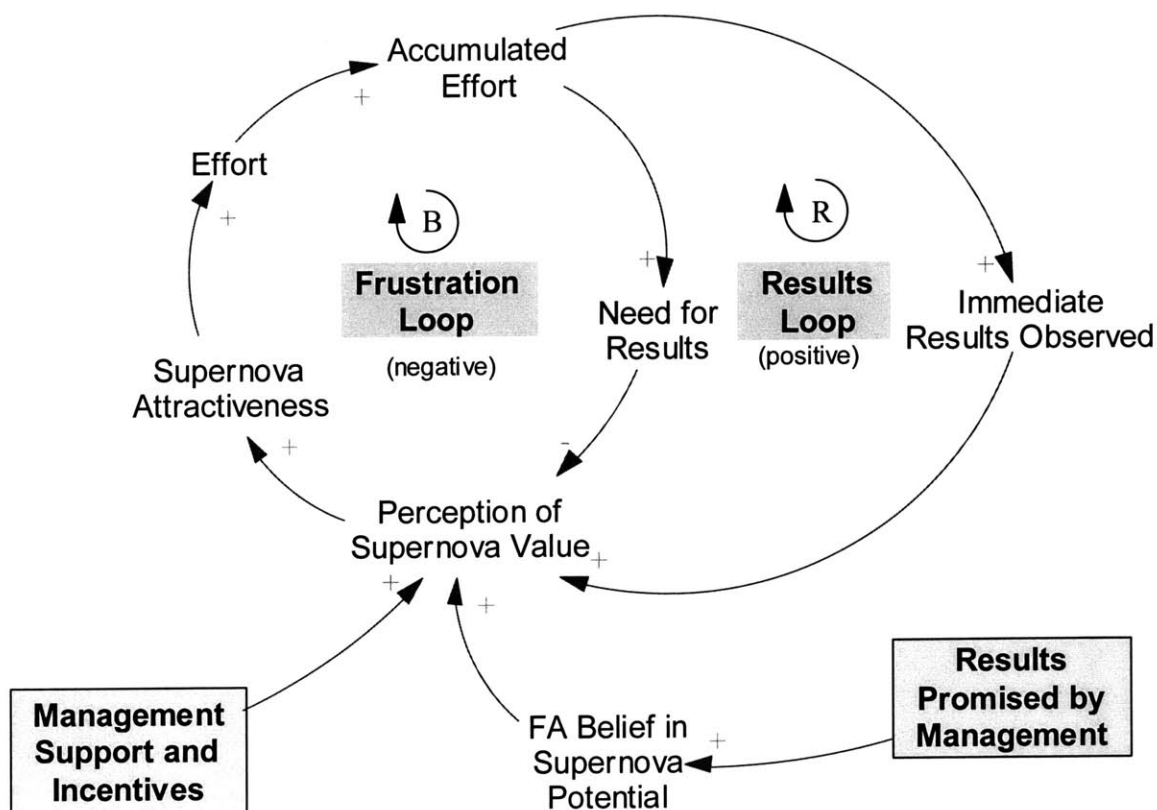 Accumulated
Effort
+
Effort
+
B
R
Frustration
Loop
(negative)
+
Need for
Results
Results
Loop
(positive)
+
Immediate
Results Observed
Supernova
Attractiveness
+
-
Perception of
Supernova Value
+
+
+
Management
Support and
Incentives
FA Belief in
Supernova
Potential
+
Results
Promised by
Management